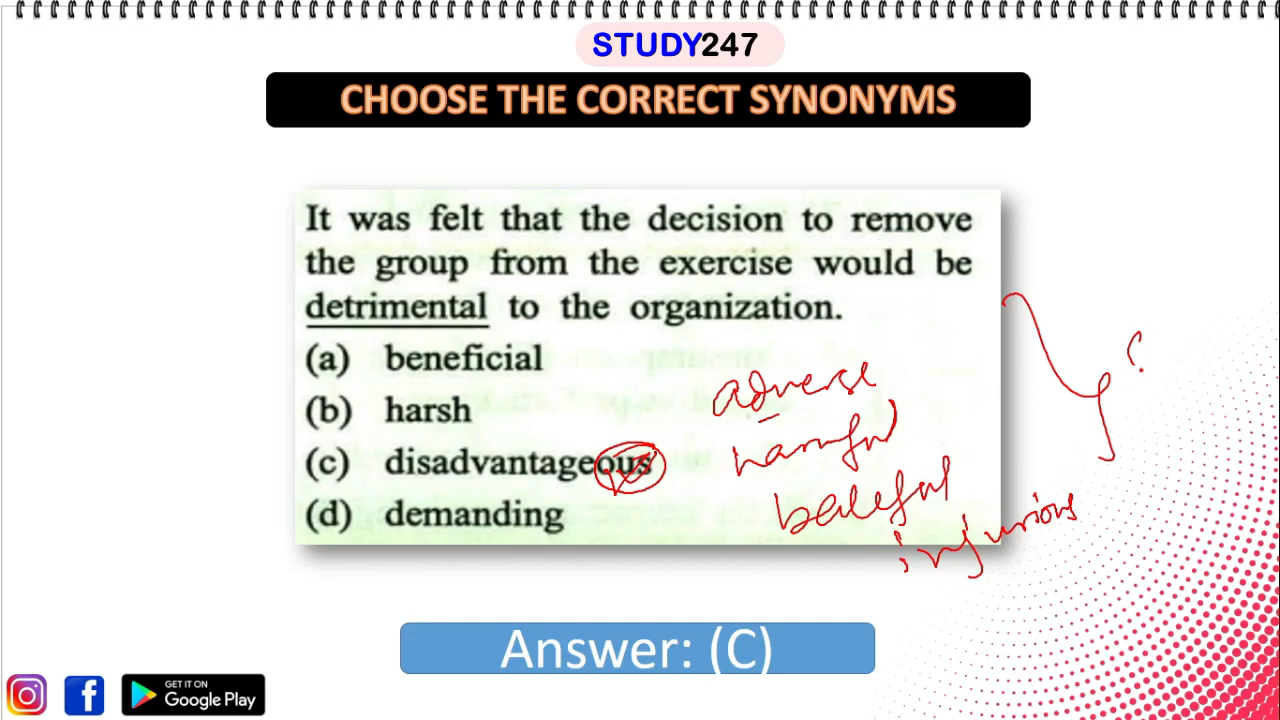 STUDY247
CHOOSE THE CORRECT SYNONYMS
It was felt that the decision to remove
the group from the exercise would be
detrimental to the organization.
(a) beneficial
(b) harsh
(c) disadvantageous
(d) demanding
adverse
harmful
baleful
injurious
Answer: (C)
GET IT ON
Google Play